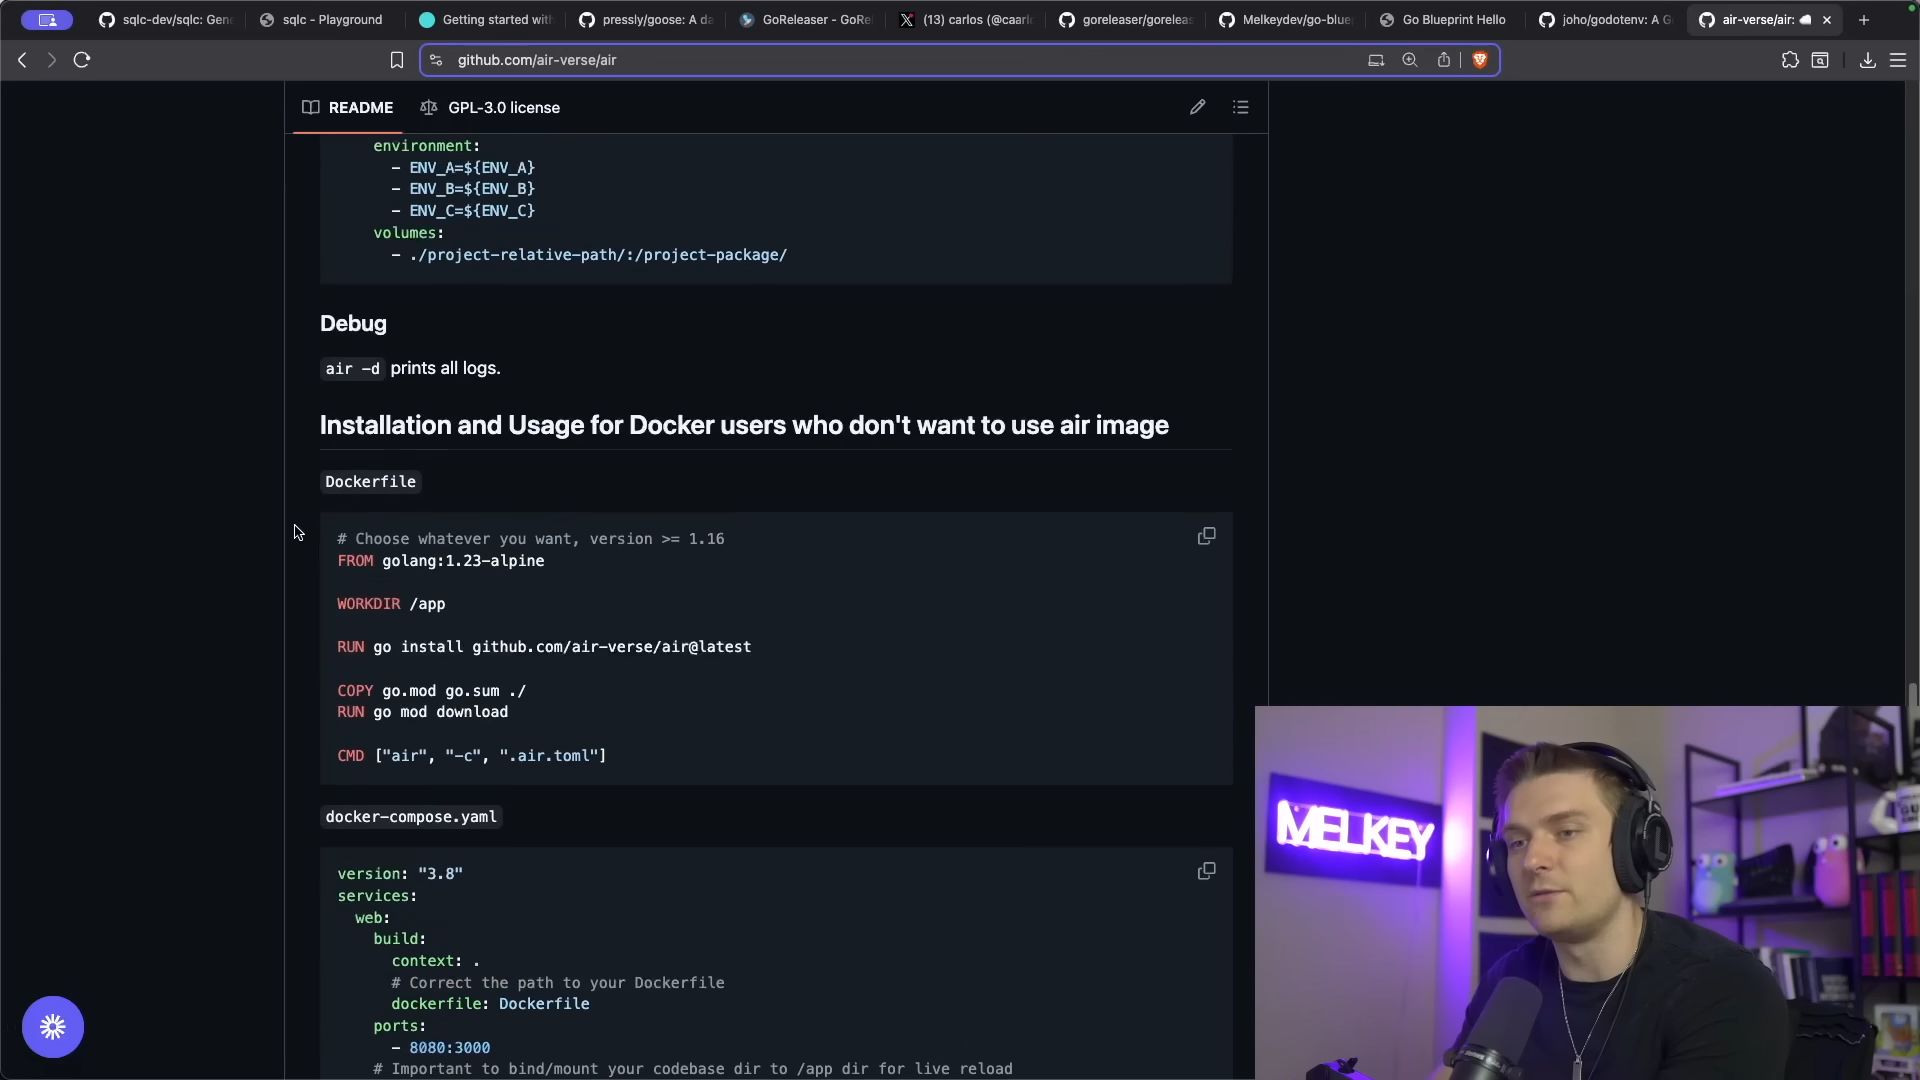 sqlc-dev/sqlc: Gene
sqlc - Playground
Getting started with
pressly/goose: A da
GoReleaser - GoRel
(13) carlos (@caarl
goreleaser/goreleas
Melkeydev/go-blue
Go Blueprint Hello
joho/godotenv: A G
air-verse/air:
github.com/air-verse/air
README
GPL-3.0 license
environment:
- ENV_A=${ENV_A}
- ENV_B=${ENV_B}
- ENV_C=${ENV_C}
volumes:
- ./project-relative-path/:/project-package/
Debug
air -d prints all logs.
Installation and Usage for Docker users who don't want to use air image
Dockerfile
# Choose whatever you want, version >= 1.16
FROM golang:1.23-alpine
WORKDIR /app
RUN go install github.com/air-verse/air@latest
COPY go.mod go.sum ./
RUN go mod download
CMD ["air", "-c", ".air.toml"]
docker-compose.yaml
version: "3.8"
services:
web:
build:
context: .
# Correct the path to your Dockerfile
dockerfile: Dockerfile
ports:
- 8080:3000
# Important to bind/mount your codebase dir to /app dir for live reload
MELKEY